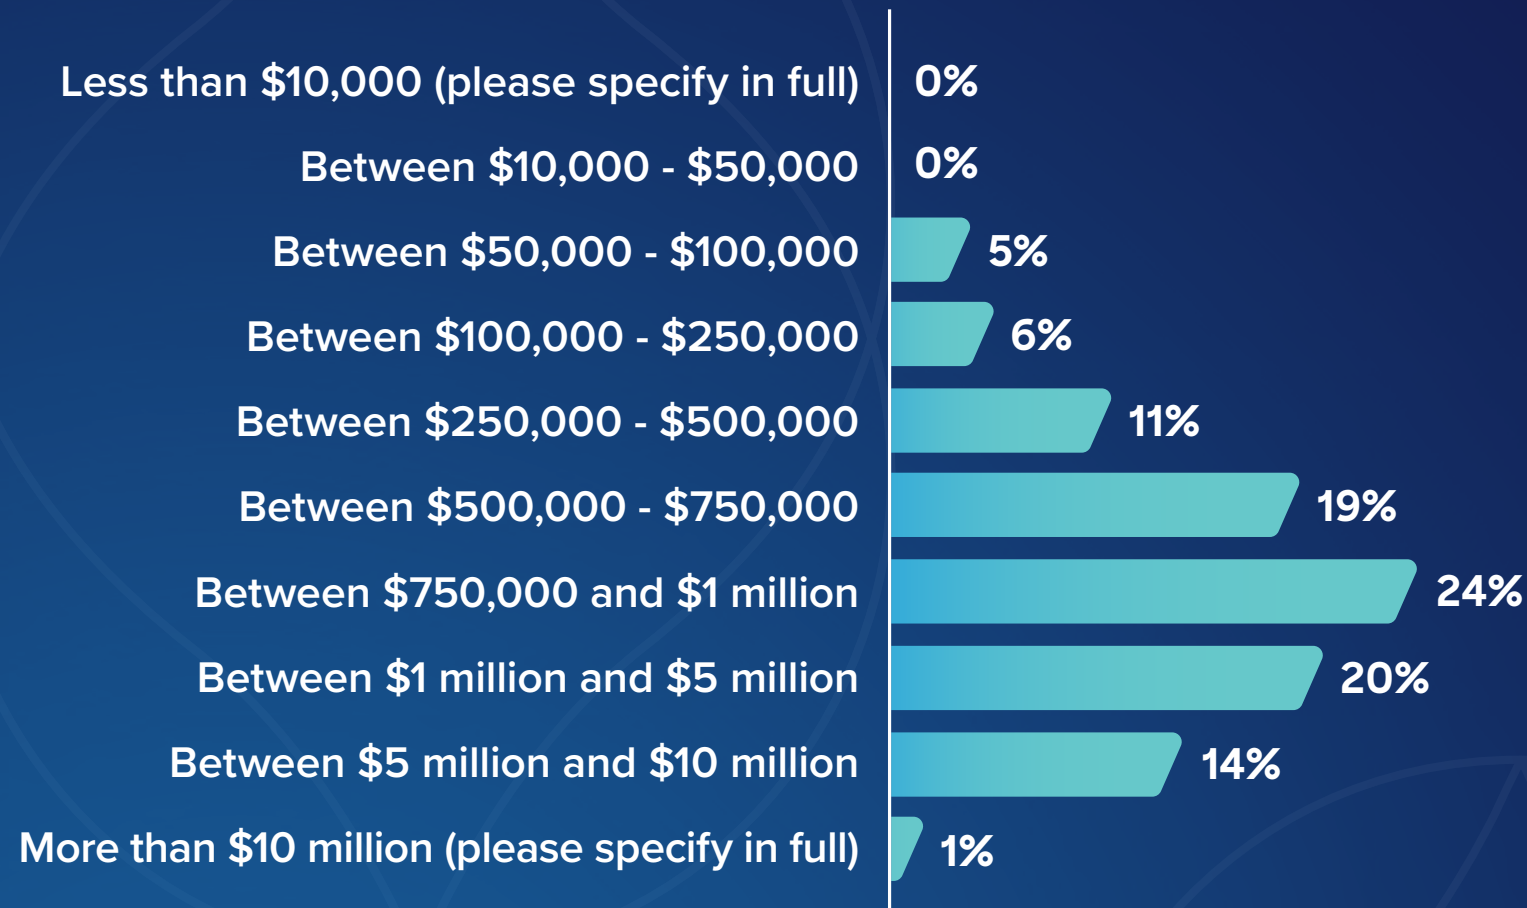 Less than $10,000 (please specify in full) 0%
Between $10,000 - $50,000 0%
Between $50,000 - $100,000 5%
Between $100,000 - $250,000 6%
Between $250,000 - $500,000 11%
Between $500,000 - $750,000 19%
Between $750,000 and $1 million 24%
Between $1 million and $5 million 20%
Between $5 million and $10 million 14%
More than $10 million (please specify in full) 1%